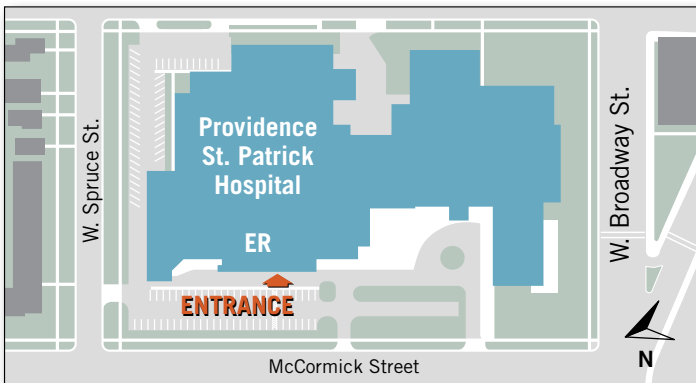 Providence
St. Patrick
Hospital
W. Spruce St.
W. Broadway St.
ER
ENTRANCE
N
McCormick Street